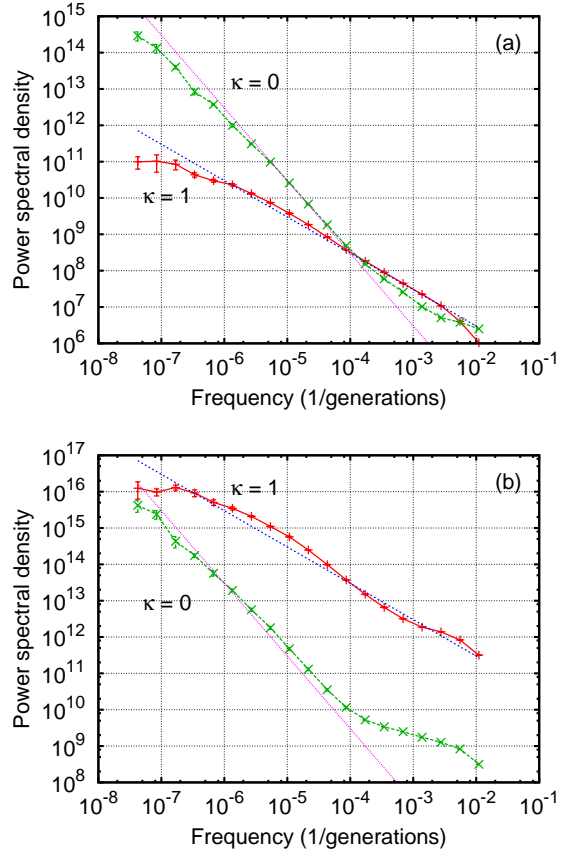 10^15
(a)
10^14
10^13
κ = 0
10^12
10^11
10^10
κ = 1
10^9
10^8
10^7
10^6
Power spectral density
10^-8 10^-7 10^-6 10^-5 10^-4 10^-3 10^-2 10^-1
Frequency (1/generations)
10^17
(b)
10^16
κ = 1
10^15
10^14
10^13
κ = 0
10^12
10^11
10^10
10^9
10^8
Power spectral density
10^-8 10^-7 10^-6 10^-5 10^-4 10^-3 10^-2 10^-1
Frequency (1/generations)